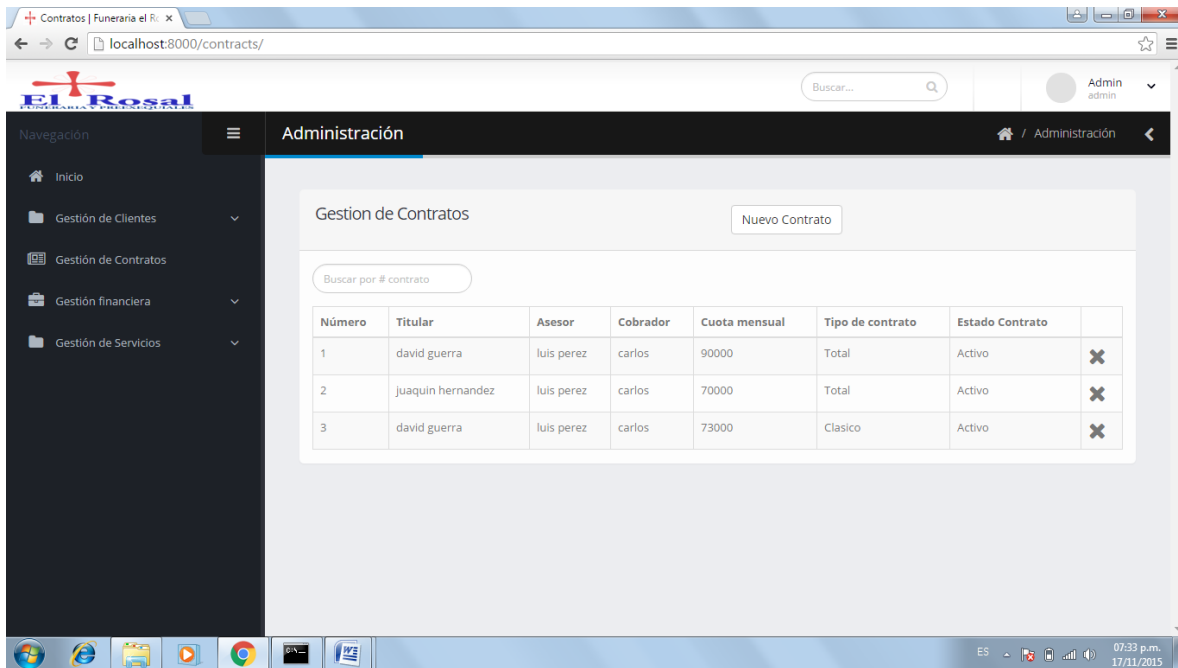 Contratos | Funeraria el Ro
localhost:8000/contracts/
El Rosal
FUNERARIA Y PREEXEQUIALES
Buscar...
Admin
admin
Navegación
Administración
/ Administración
Inicio
Gestión de Clientes
Gestión de Contratos
Gestión financiera
Gestión de Servicios
Gestion de Contratos
Nuevo Contrato
Buscar por # contrato
Número Titular Asesor Cobrador Cuota mensual Tipo de contrato Estado Contrato
1 david guerra luis perez carlos 90000 Total Activo
2 juaquin hernandez luis perez carlos 70000 Total Activo
3 david guerra luis perez carlos 73000 Clasico Activo
C:\_
W
ES
07:33 p.m.
17/11/2015